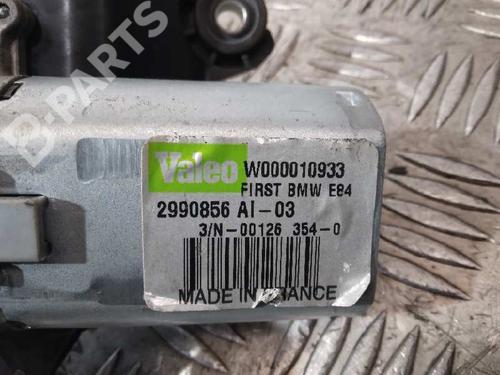 B-PARTS
Valeo W000010933
FIRST BMW E84
2990856 AI-03
3/N-00126 354-0
MADE IN FRANCE